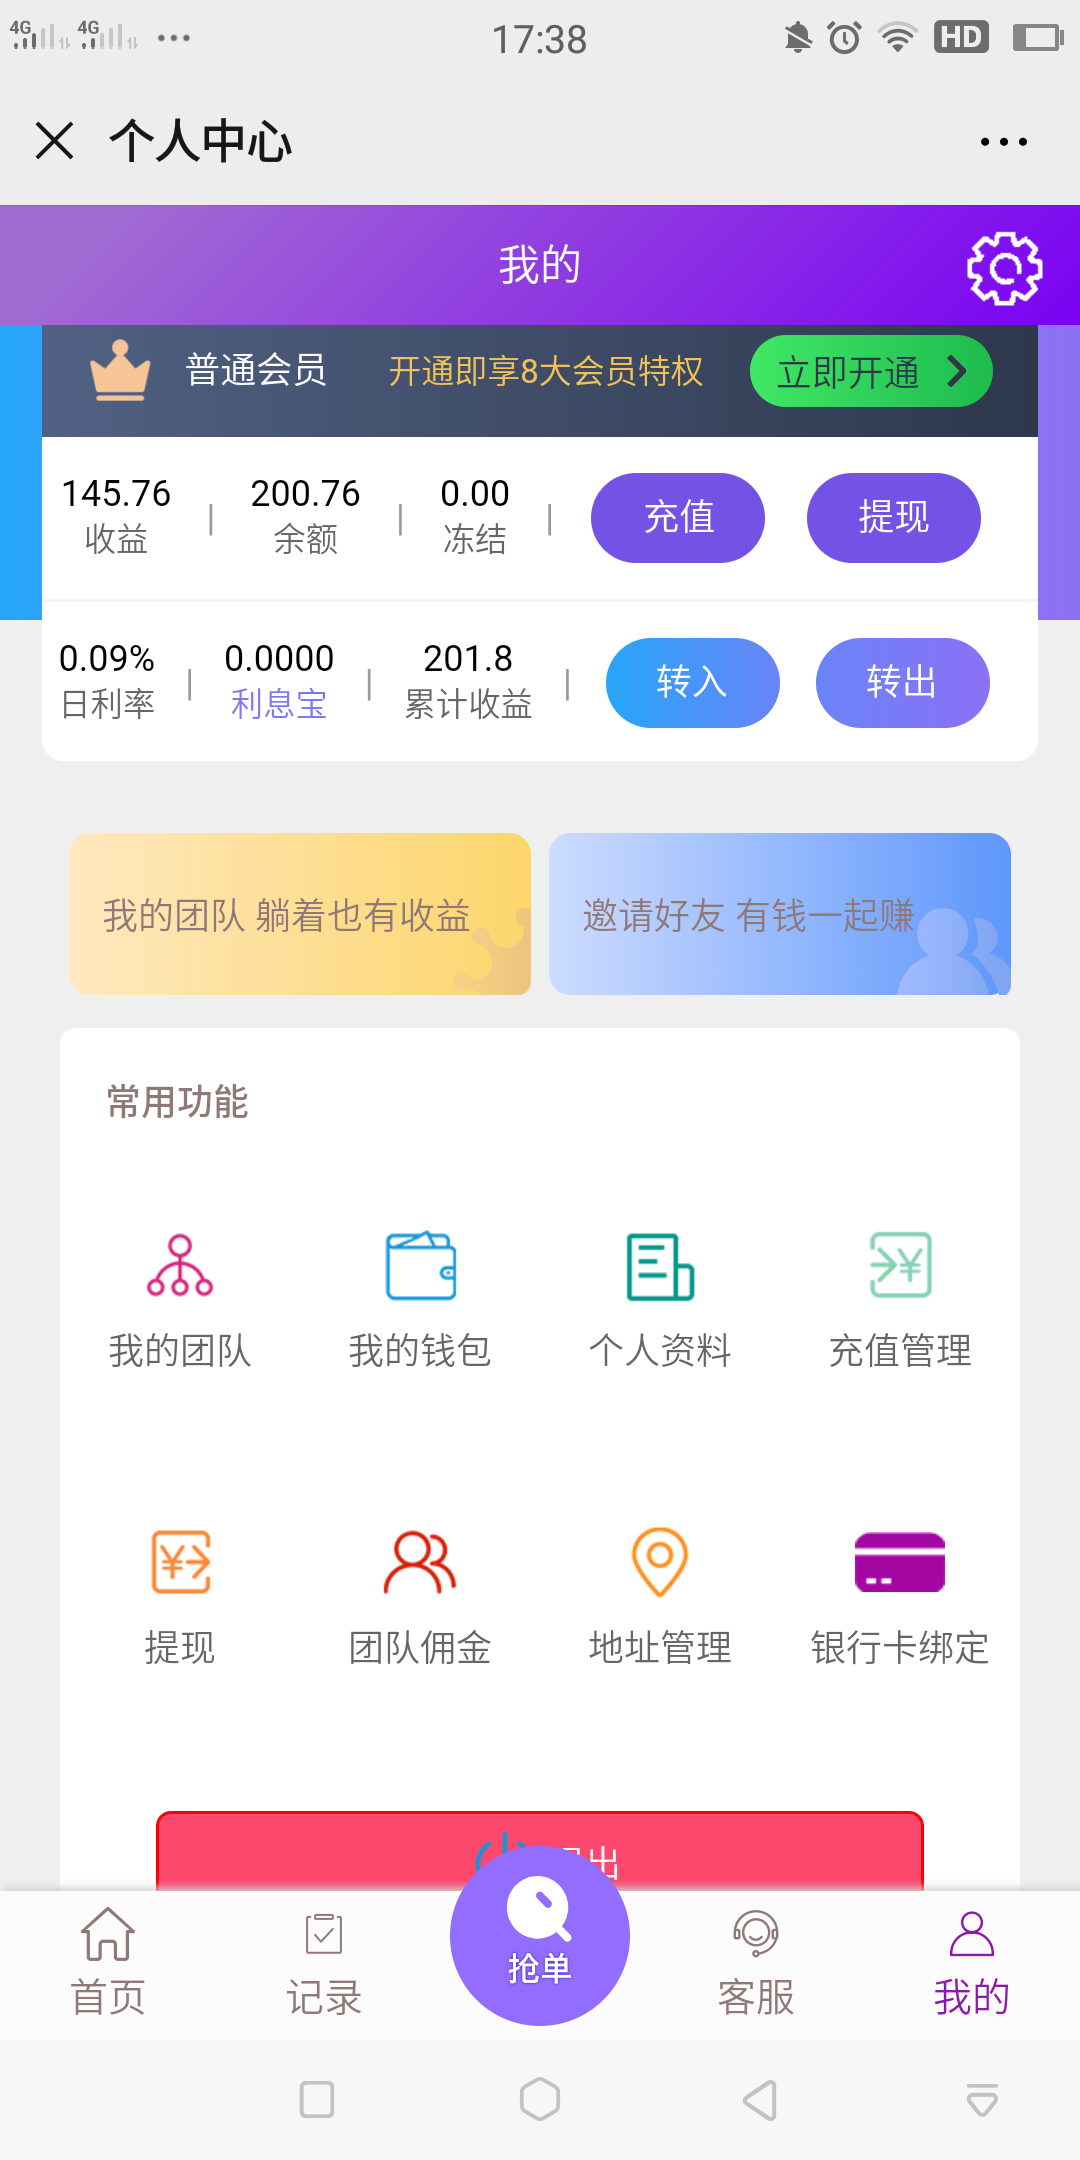 4G 4G 17:38 HD
个人中心
我的
普通会员 开通即享8大会员特权 立即开通
145.76 200.76 0.00
收益 余额 冻结 充值 提现
0.09% 0.0000 201.8
日利率 利息宝 累计收益 转入 转出
我的团队 躺着也有收益 邀请好友 有钱一起赚
常用功能
我的团队 我的钱包 个人资料 充值管理
提现 团队佣金 地址管理 银行卡绑定
出
抢单
首页 记录 客服 我的